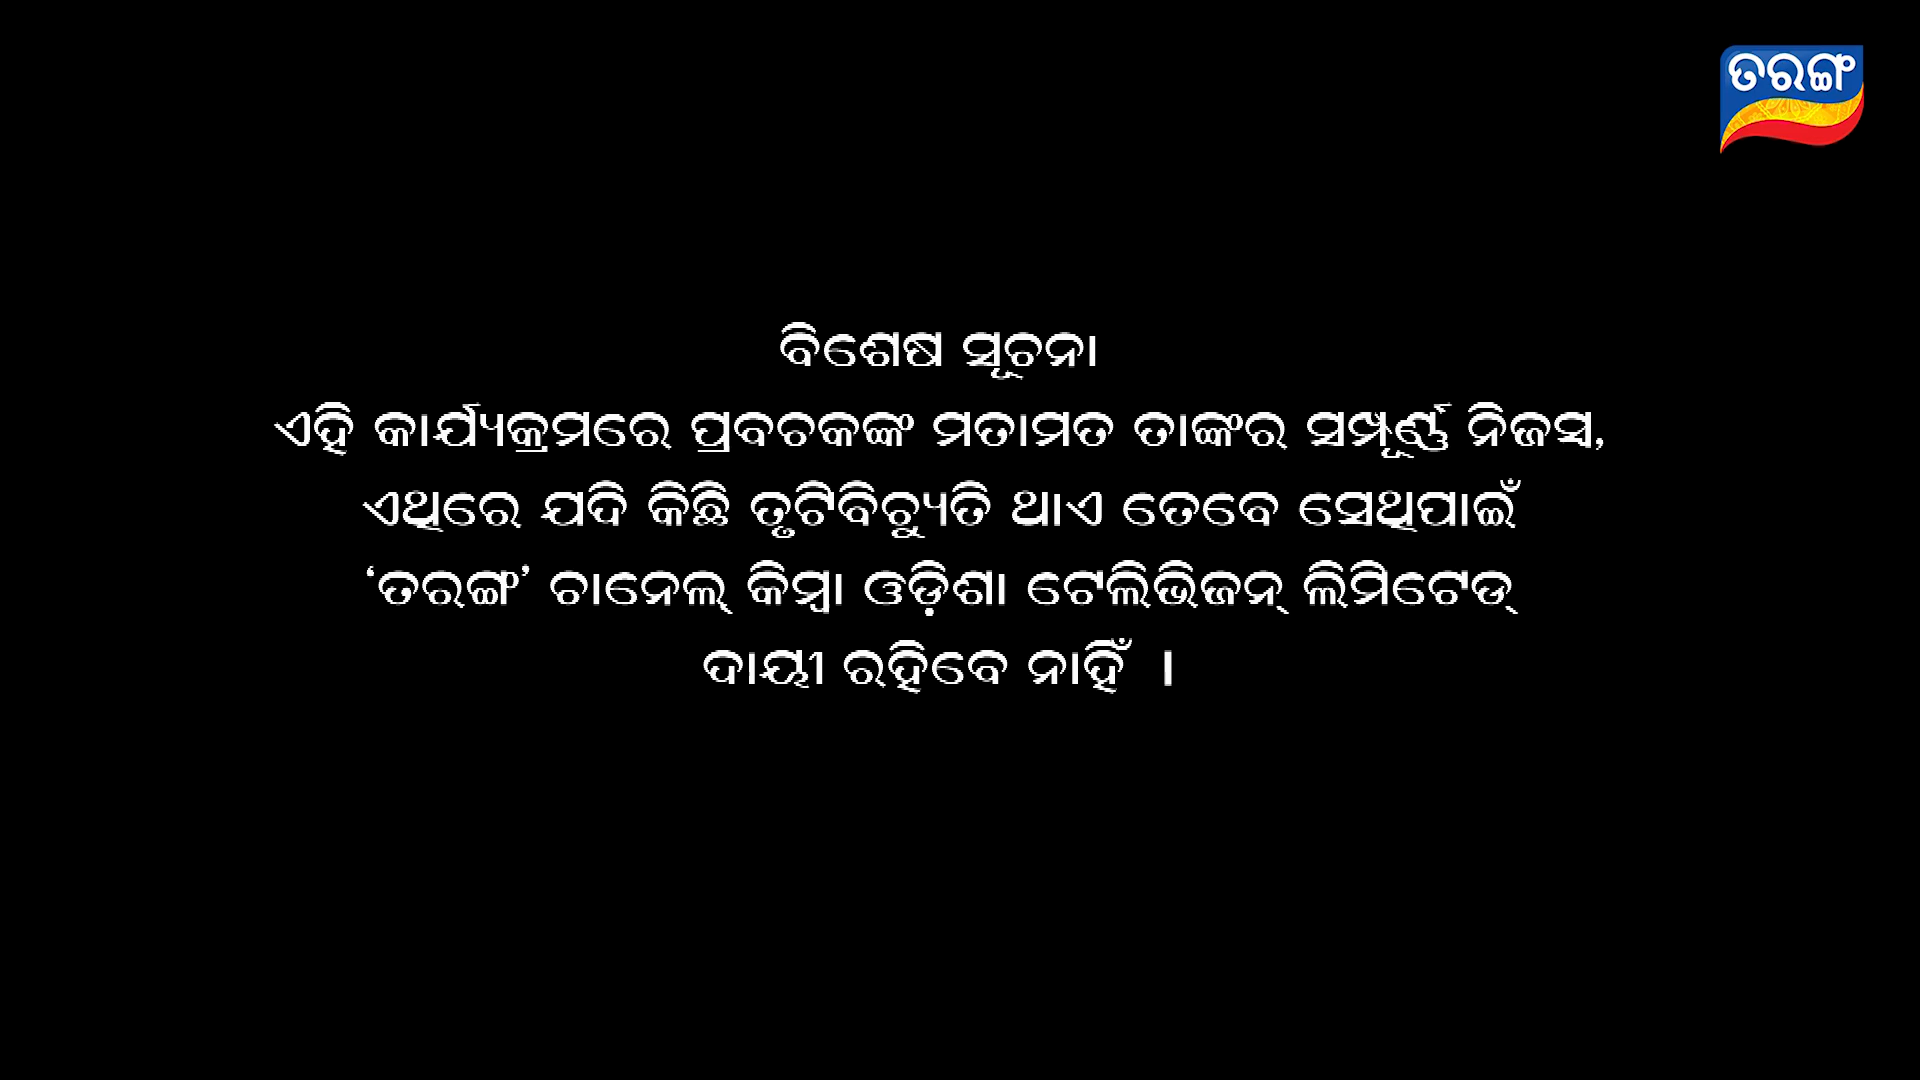 ତରଙ୍ଗ
ବିଶେଷ ସୂଚନା
ଏହି କାର୍ଯ୍ୟକ୍ରମରେ ପ୍ରବଚକଙ୍କ ମତାମତ ତାଙ୍କର ସମ୍ପୂର୍ଣ୍ଣ ନିଜସ୍ୱ,
ଏଥିରେ ଯଦି କିଛି ତୃଟିବିଚ୍ୟୁତି ଥାଏ ତେବେ ସେଥିପାଇଁ
‘ତରଙ୍ଗ’ ଚାନେଲ୍ କିମ୍ବା ଓଡ଼ିଶା ଟେଲିଭିଜନ୍ ଲିମିଟେଡ୍
ଦାୟୀ ରହିବେ ନାହିଁ ।